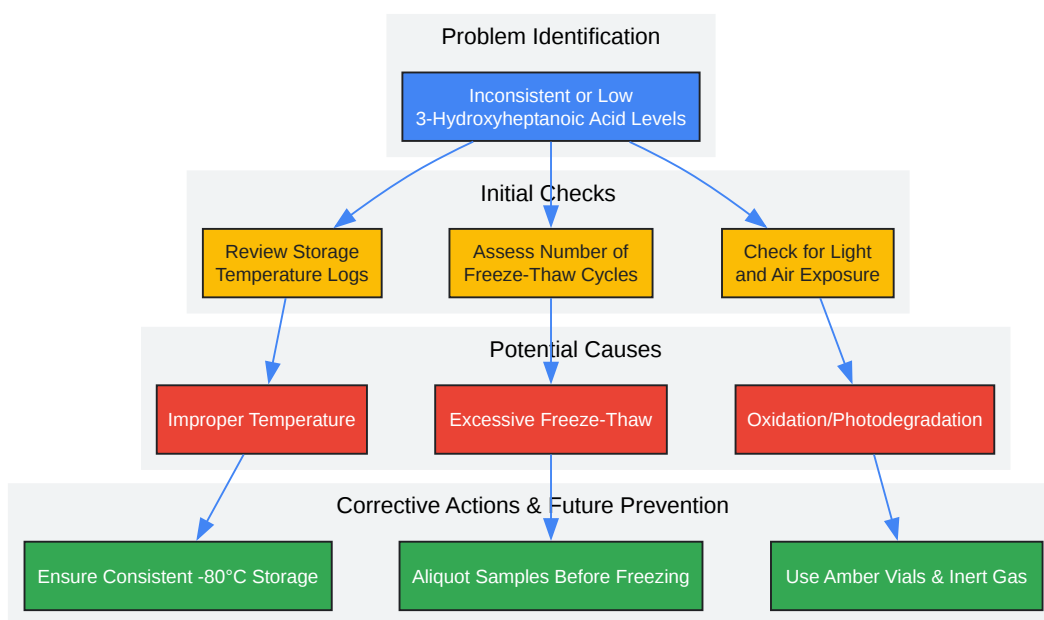 Problem Identification
Inconsistent or Low
3-Hydroxyheptanoic Acid Levels
Initial Checks
Review Storage
Temperature Logs
Assess Number of
Freeze-Thaw Cycles
Check for Light
and Air Exposure
Potential Causes
Improper Temperature
Excessive Freeze-Thaw
Oxidation/Photodegradation
Corrective Actions & Future Prevention
Ensure Consistent -80°C Storage
Aliquot Samples Before Freezing
Use Amber Vials & Inert Gas